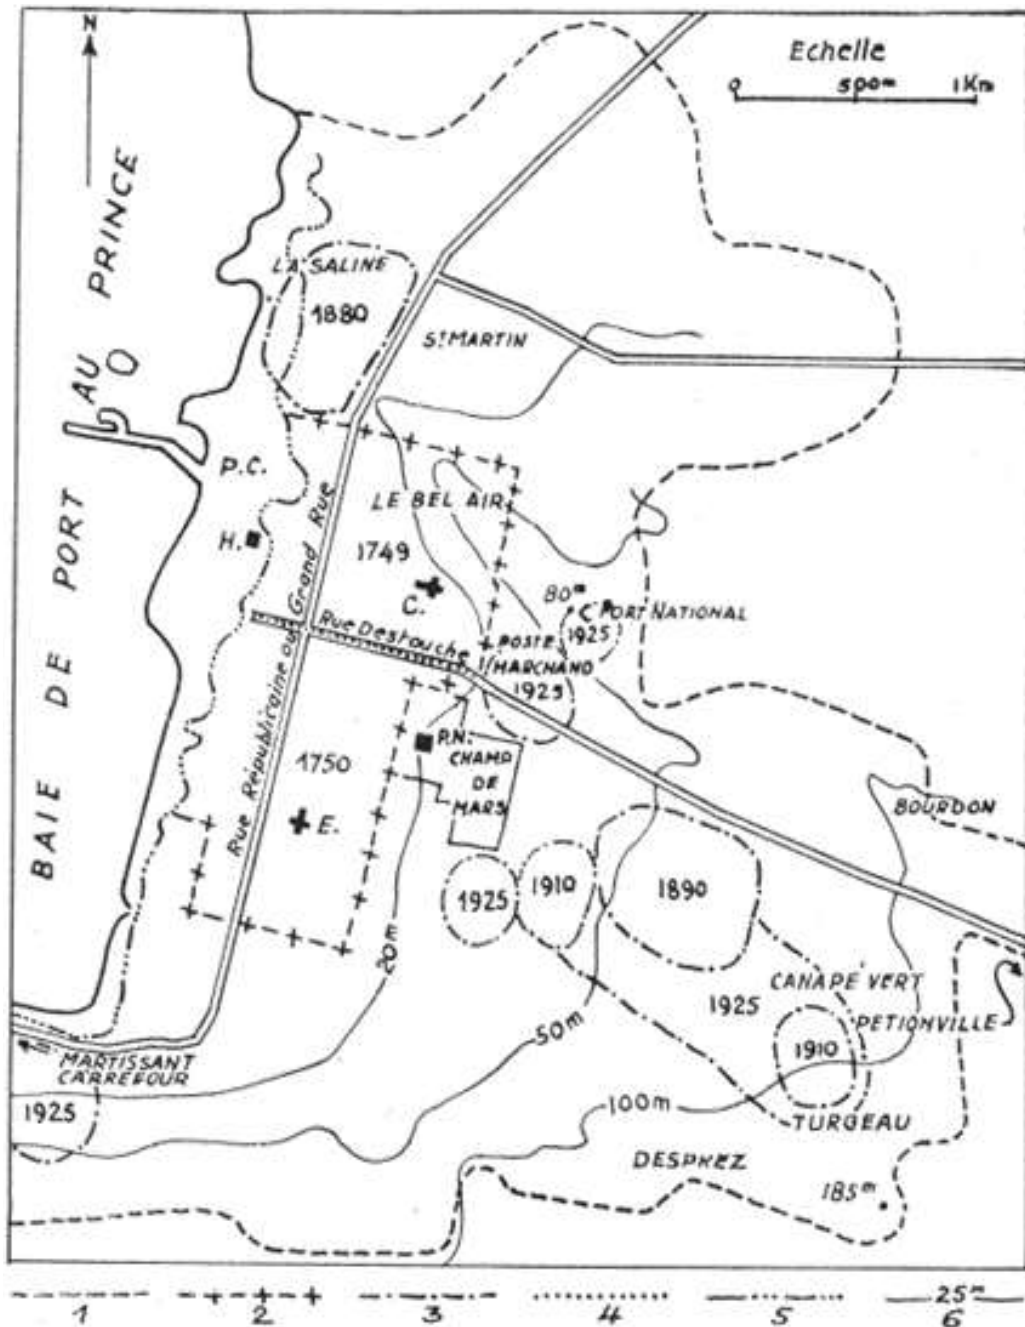 N
Echelle
0 500m 1Km
BAIE DE PORT AU PRINCE
LA SALINE
1880
St MARTIN
P.C.
LE BEL AIR
H.
1749
Rue Républicaine ou Grand Rue
C.
80m
FORT NATIONAL
1925
Rue Destouche
POSTE
MARCHAND
1925
P.N.
CHAMP
DE
MARS
1750
E.
BOURDON
1925
1910
1890
20m
CANAPÉ VERT
1925
PETIONVILLE
50m
1910
MARTISSANT
CARREFOUR
1925
100m
TURGEAU
DESPREZ
185m
25m
1 2 3 4 5 6